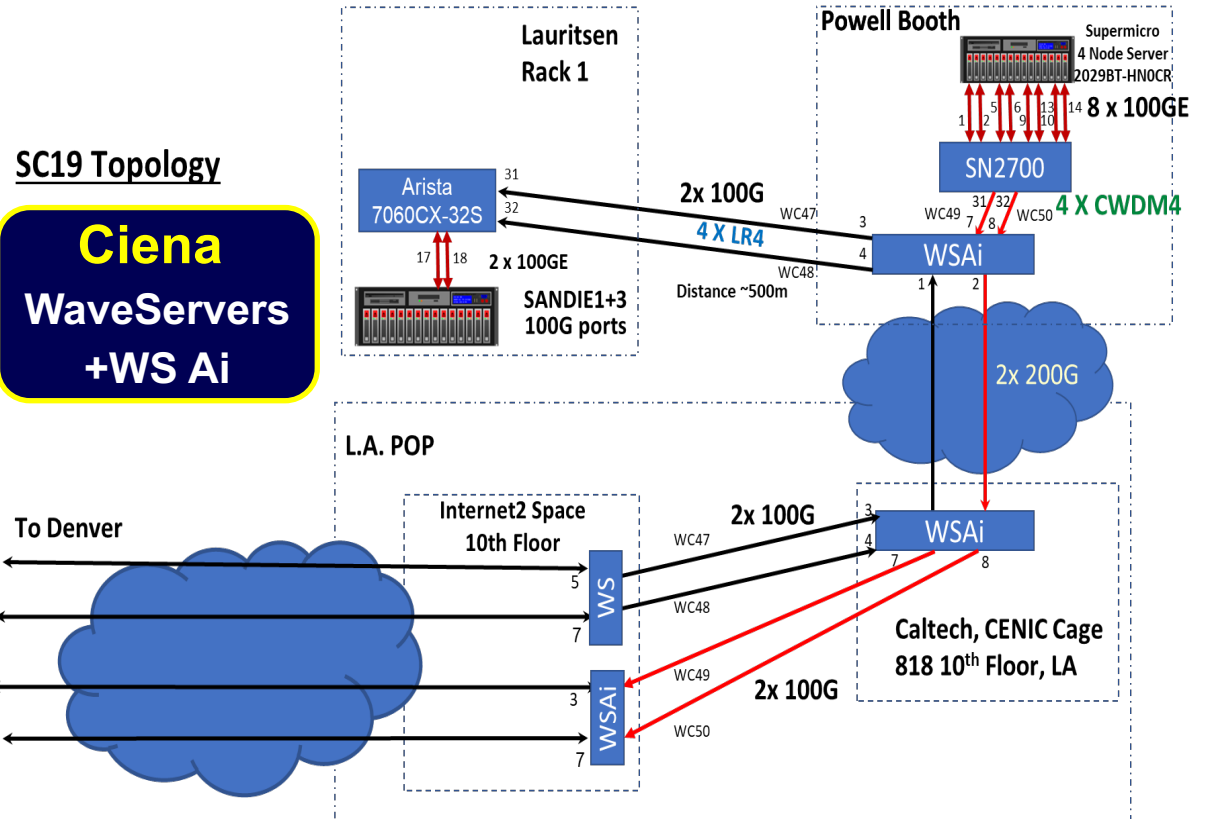 SC19 Topology
Ciena
WaveServers
+WS Ai
Lauritsen
Rack 1
Arista
7060CX-32S
31
32
17
18
2 x 100GE
SANDIE1+3
100G ports
2x 100G
4 X LR4
WC47
WC48
Distance ~500m
3
4
Powell Booth
Supermicro
4 Node Server
2029BT-HN0CR
1
2
5
6
9
10
13
14
8 x 100GE
SN2700
31
32
WC49
7
8
WC50
4 X CWDM4
WSAi
1
2
2x 200G
L.A. POP
Internet2 Space
10th Floor
To Denver
WS
5
7
WC47
WC48
2x 100G
3
4
WSAi
7
8
Caltech, CENIC Cage
818 10th Floor, LA
WSAi
3
7
WC49
WC50
2x 100G